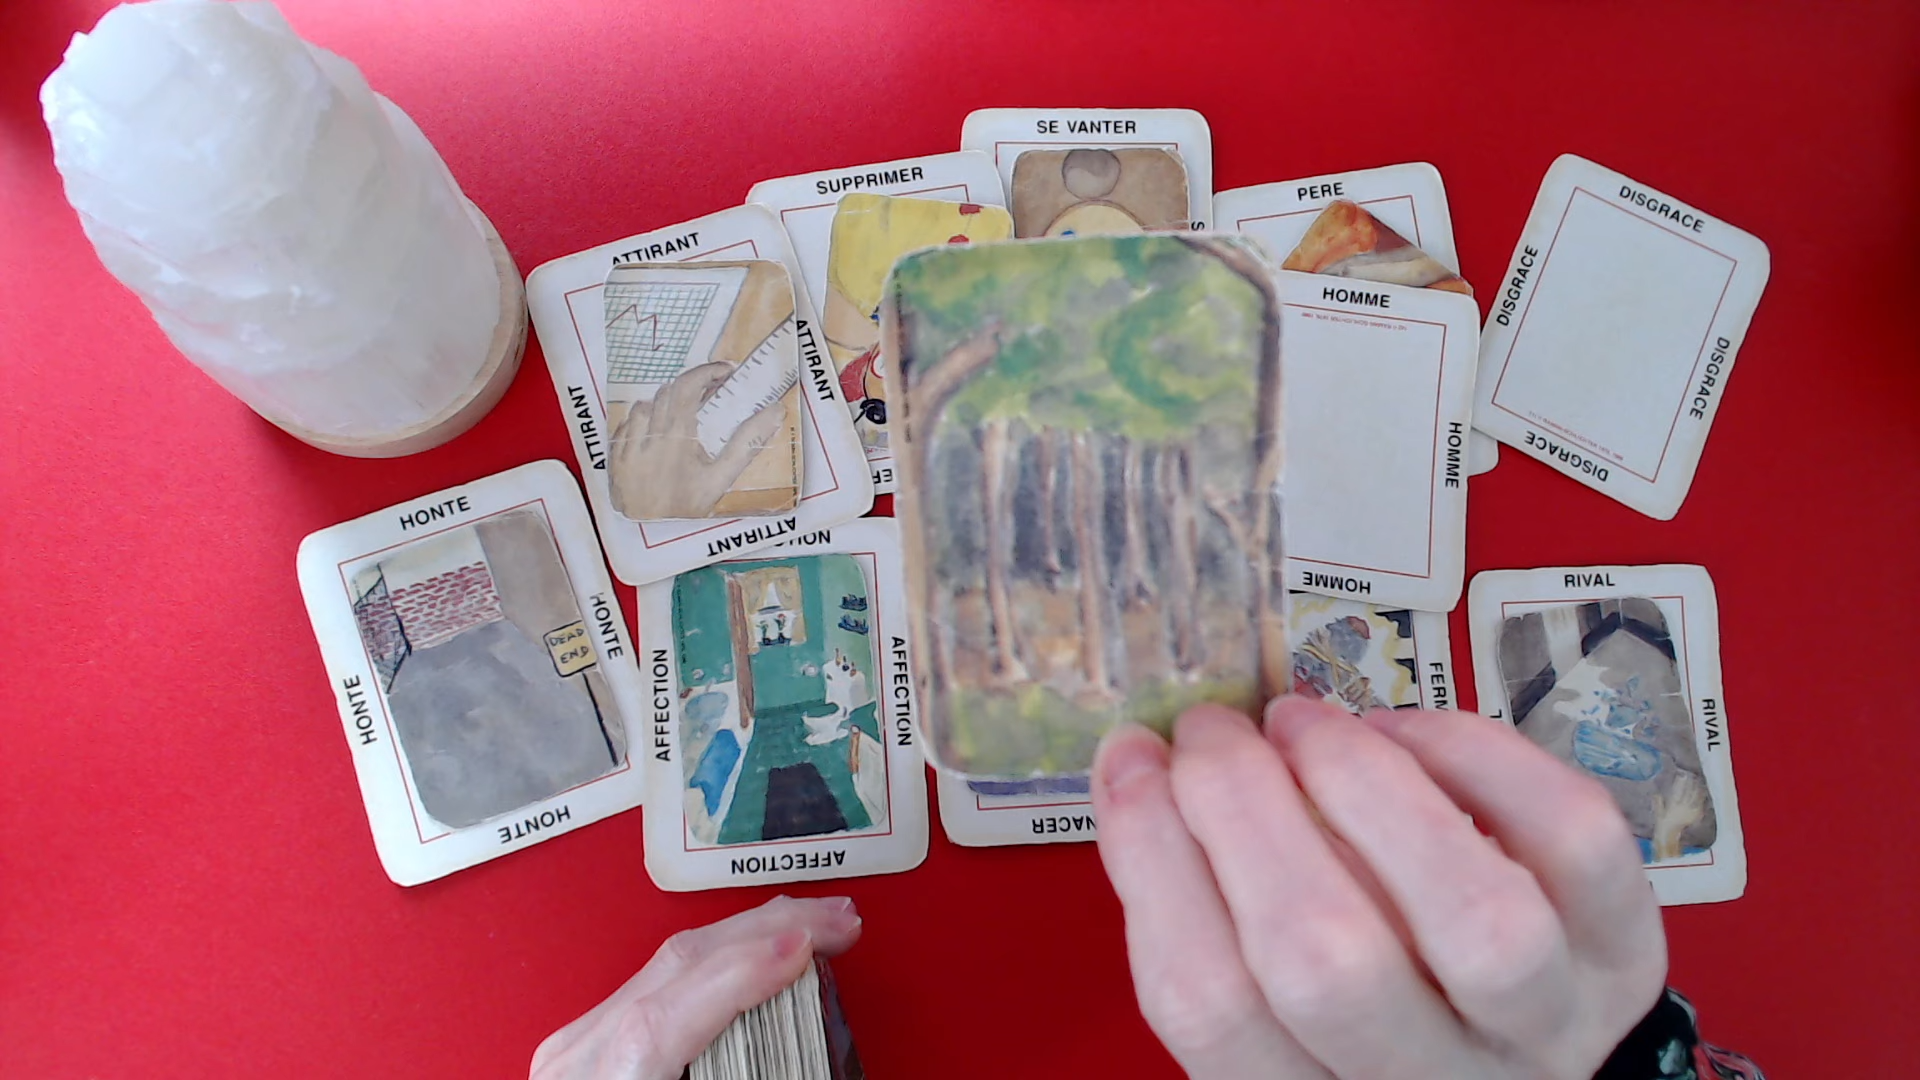 SE VANTER
SUPPRIMER
PERE
DISGRACE
DISGRACE
DISGRACE
DISGRACE
ATTIRANT
ATTIRANT
ATTIRANT
ATTIRANT
HOMME
HOMME
HOMME
HONTE
HONTE
HONTE
HONTE
DEAD
END
AFFECTION
AFFECTION
AFFECTION
RIVAL
RIVAL